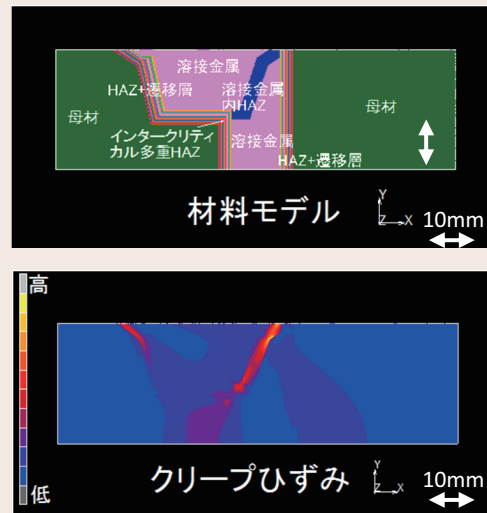 溶接金属
HAZ+遷移層
溶接金属
内HAZ
母材
母材
インタークリティ
カル多重HAZ
溶接金属
HAZ+遷移層
材料モデル
Y
Z
X
10mm
高
低
クリープひずみ
Y
Z
X
10mm